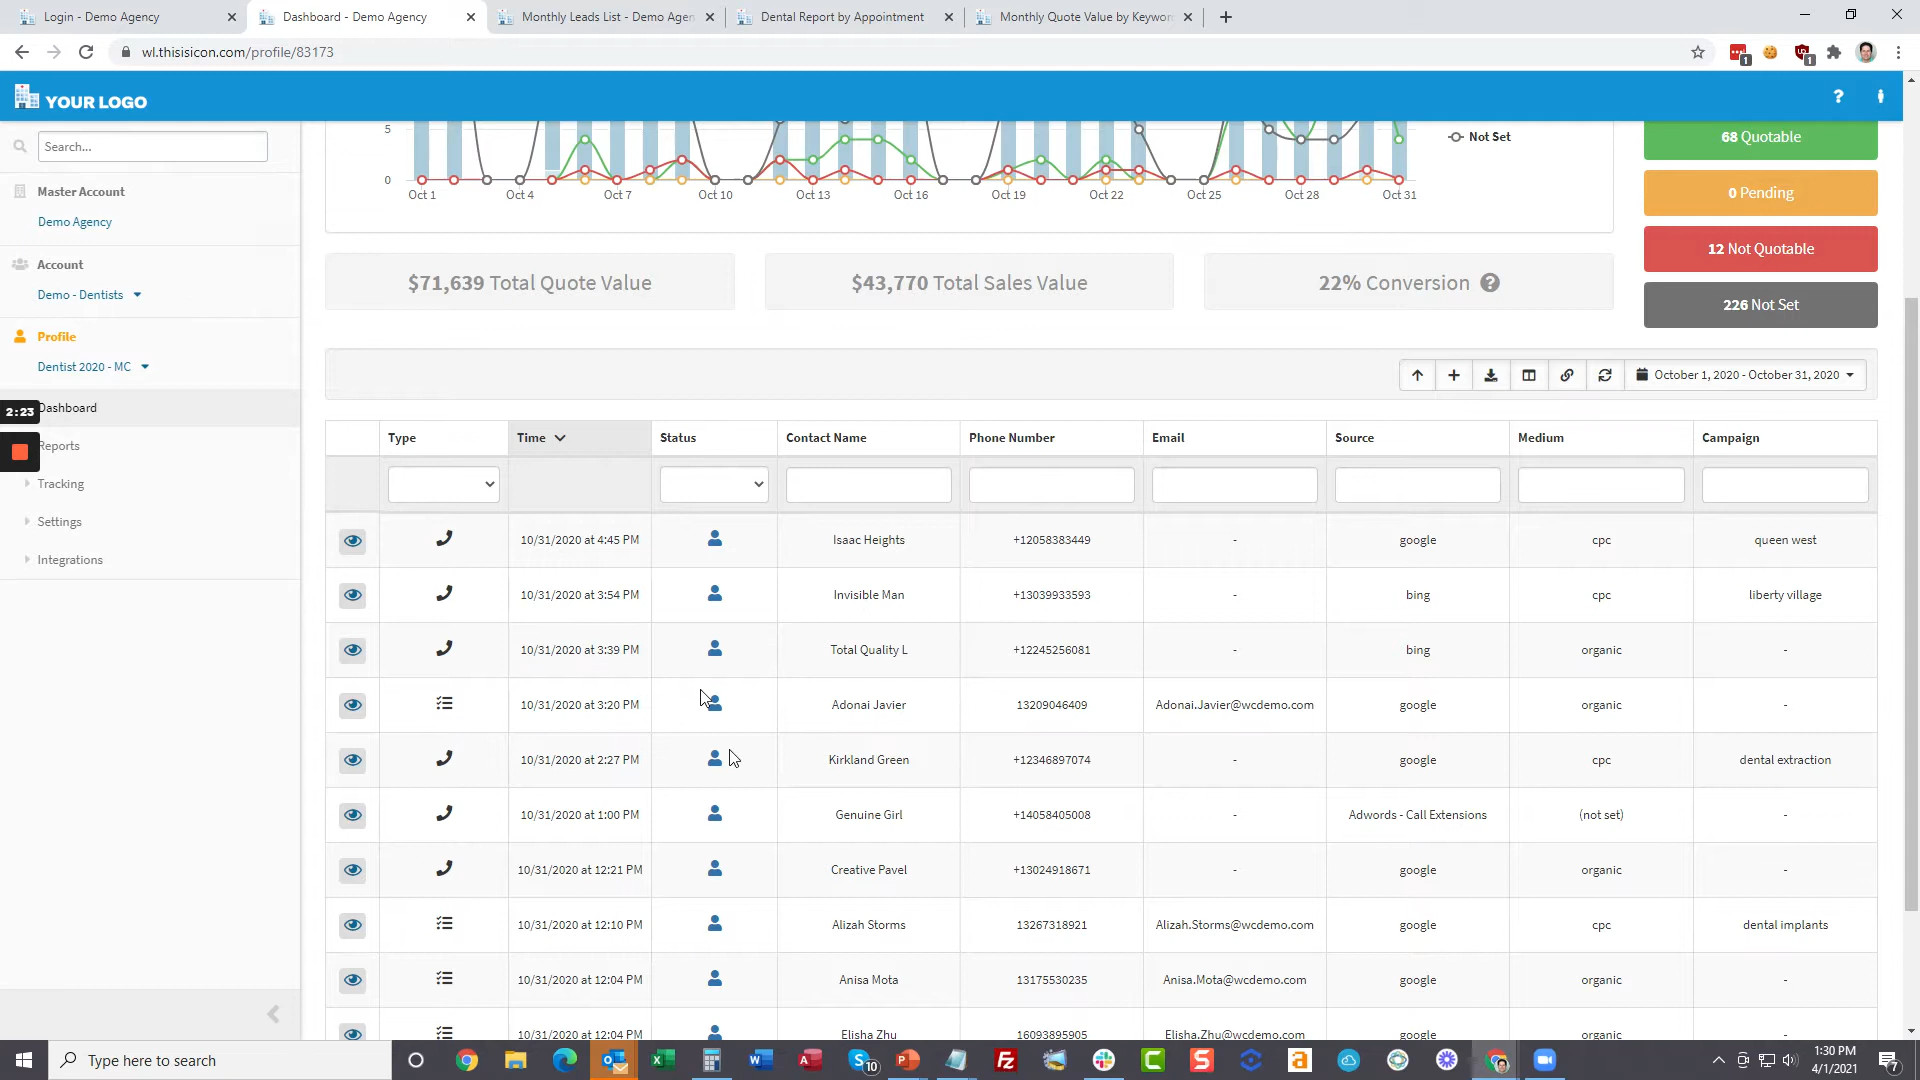 Login - Demo Agency
Dashboard - Demo Agency
Monthly Leads List - Demo Agen
Dental Report by Appointment
Monthly Quote Value by Keywor
wl.thisisicon.com/profile/83173
1
1
YOUR LOGO
?
Search...
Master Account
Demo Agency
Account
Demo - Dentists
Profile
Dentist 2020 - MC
2:23
Dashboard
Reports
Tracking
Settings
Integrations
5
0
Oct 1 Oct 4 Oct 7 Oct 10 Oct 13 Oct 16 Oct 19 Oct 22 Oct 25 Oct 28 Oct 31
Not Set
68 Quotable
0 Pending
12 Not Quotable
226 Not Set
$71,639 Total Quote Value
$43,770 Total Sales Value
22% Conversion ?
October 1, 2020 - October 31, 2020
Type Time Status Contact Name Phone Number Email Source Medium Campaign
10/31/2020 at 4:45 PM Isaac Heights +12058383449 - google cpc queen west
10/31/2020 at 3:54 PM Invisible Man +13039933593 - bing cpc liberty village
10/31/2020 at 3:39 PM Total Quality L +12245256081 - bing organic -
10/31/2020 at 3:20 PM Adonai Javier 13209046409 Adonai.Javier@wcdemo.com google organic -
10/31/2020 at 2:27 PM Kirkland Green +12346897074 - google cpc dental extraction
10/31/2020 at 1:00 PM Genuine Girl +14058405008 - Adwords - Call Extensions (not set) -
10/31/2020 at 12:21 PM Creative Pavel +13024918671 - google organic -
10/31/2020 at 12:10 PM Alizah Storms 13267318921 Alizah.Storms@wcdemo.com google cpc dental implants
10/31/2020 at 12:04 PM Anisa Mota 13175530235 Anisa.Mota@wcdemo.com google organic -
10/31/2020 at 12:04 PM Elisha Zhu 16093895905 Elisha.Zhu@wcdemo.com google organic
Type here to search
10
1:30 PM
4/1/2021
7